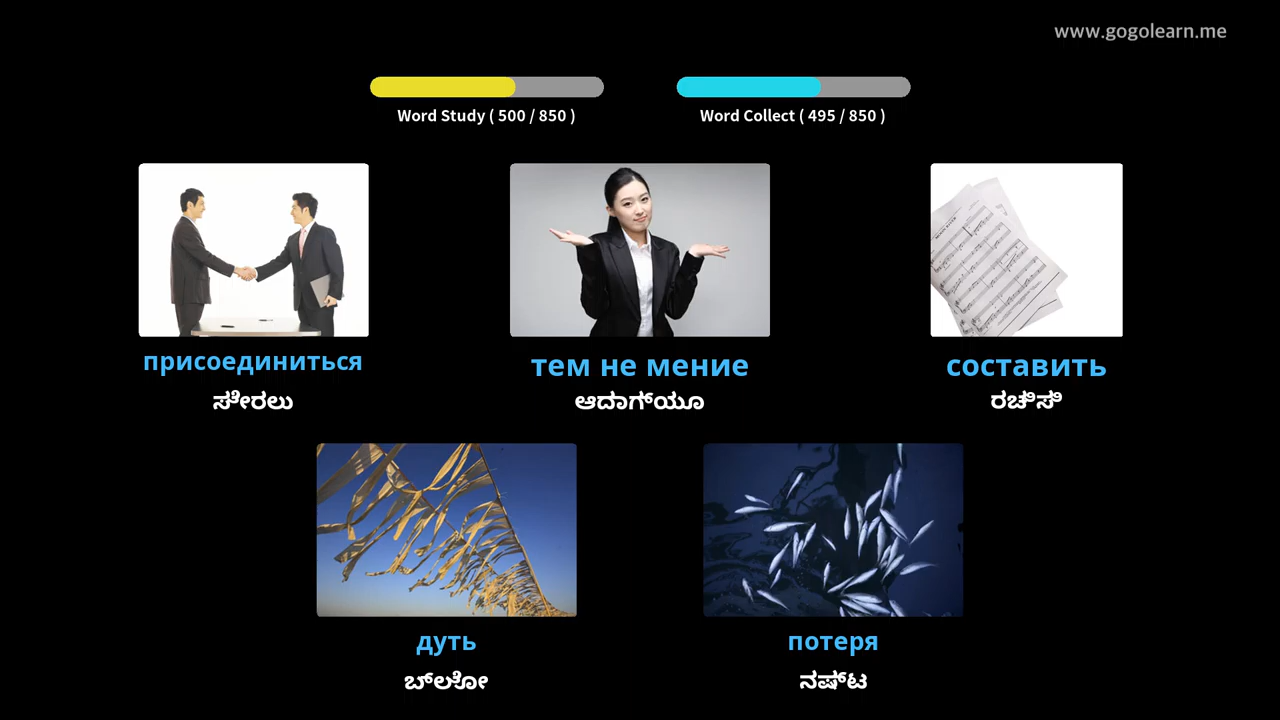 www.gogolearn.me
Word Study ( 500 / 850 )
Word Collect ( 495 / 850 )
присоединиться
ಸೇರಲು
тем не мение
ಆದಾಗ್ಯೂ
составить
ರಚಿಸಿ
дуть
ಬ್ಲೋ
потеря
ನಷ್ಟ